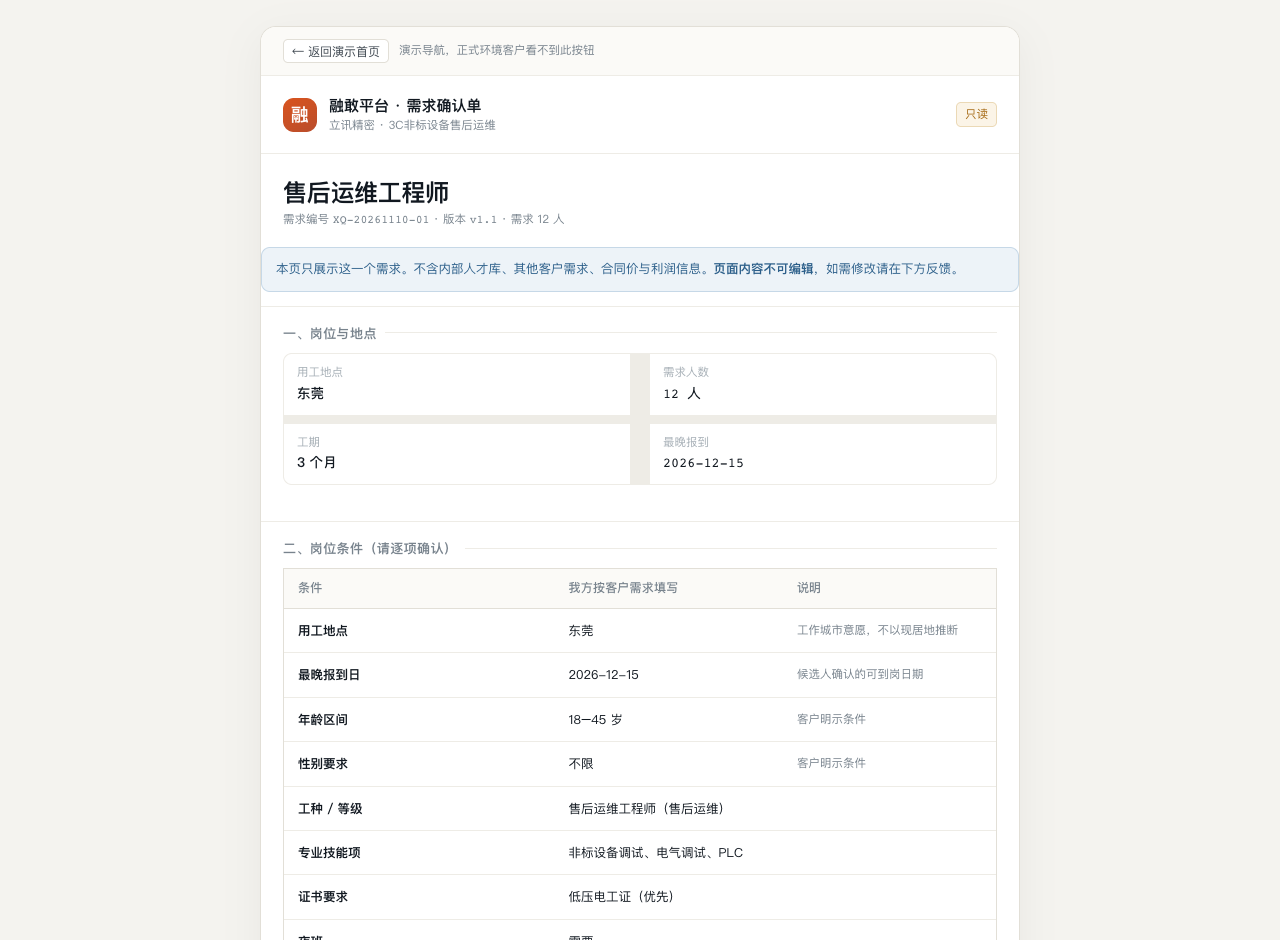 ← 返回演示首页 演示导航，正式环境客户看不到此按钮
融 融敢平台 · 需求确认单
立讯精密 · 3C非标设备售后运维
只读
售后运维工程师
需求编号 XQ-20261110-01 · 版本 v1.1 · 需求 12 人
本页只展示这一个需求。不含内部人才库、其他客户需求、合同价与利润信息。页面内容不可编辑，如需修改请在下方反馈。
一、岗位与地点
用工地点 需求人数
东莞 12 人
工期 最晚报到
3 个月 2026-12-15
二、岗位条件（请逐项确认）
条件 我方按客户需求填写 说明
用工地点 东莞 工作城市意愿，不以现居地推断
最晚报到日 2026-12-15 候选人确认的可到岗日期
年龄区间 18—45 岁 客户明示条件
性别要求 不限 客户明示条件
工种 / 等级 售后运维工程师（售后运维）
专业技能项 非标设备调试、电气调试、PLC
证书要求 低压电工证（优先）